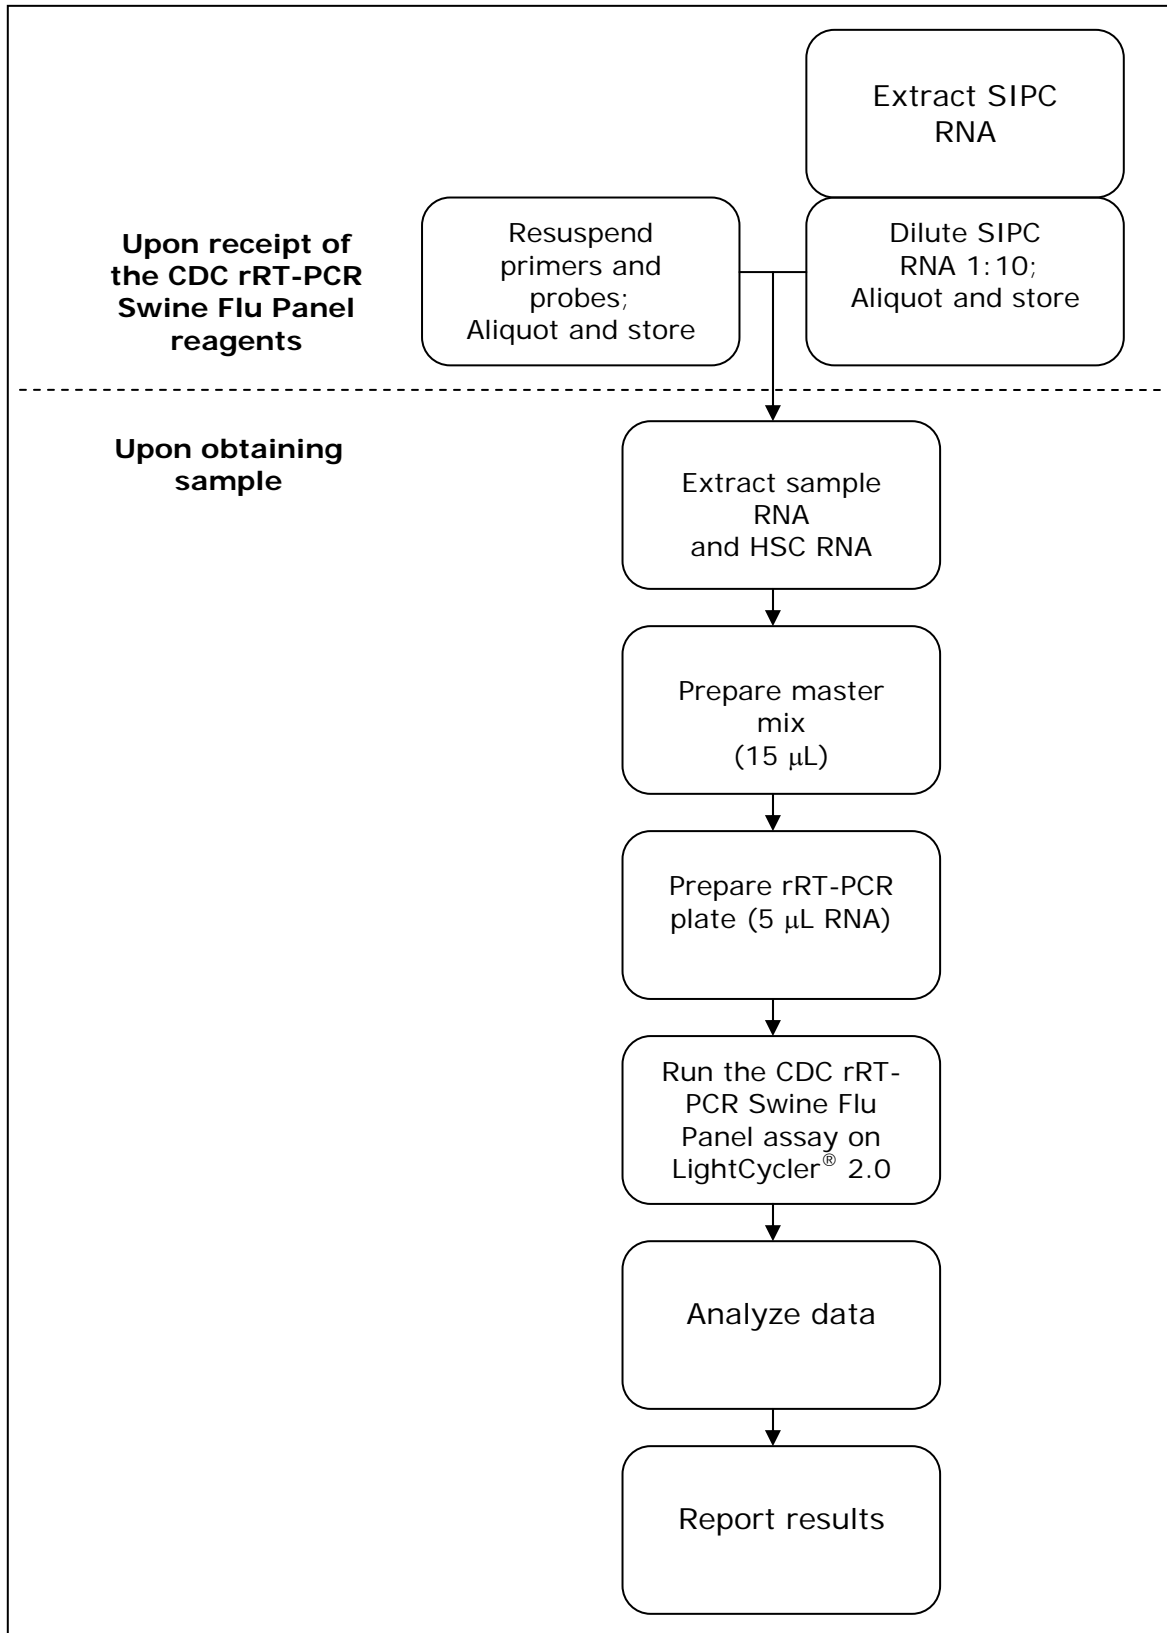 Extract SIPC
RNA
Upon receipt of
the CDC rRT-PCR
Swine Flu Panel
reagents
Resuspend
primers and
probes;
Aliquot and store
Dilute SIPC
RNA 1:10;
Aliquot and store
Upon obtaining
sample
Extract sample
RNA
and HSC RNA
Prepare master
mix
(15 μL)
Prepare rRT-PCR
plate (5 μL RNA)
Run the CDC rRT-
PCR Swine Flu
Panel assay on
LightCycler® 2.0
Analyze data
Report results